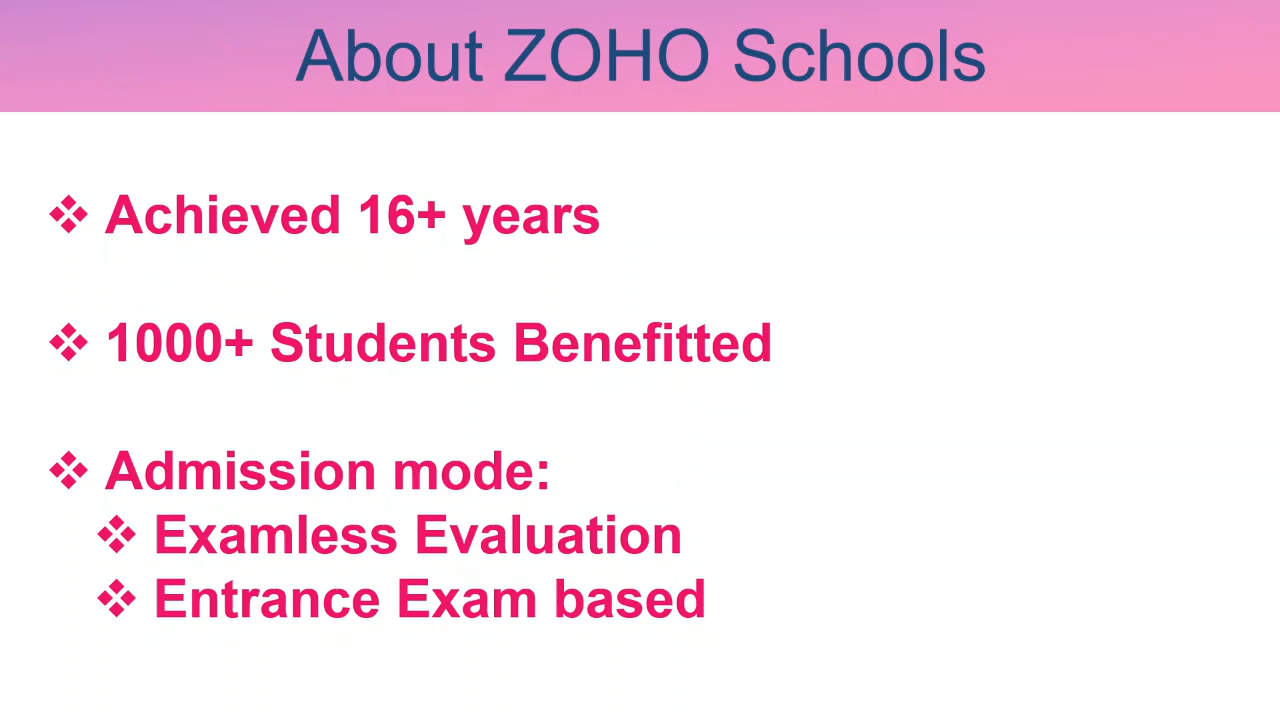 About ZOHO Schools
❖ Achieved 16+ years
❖ 1000+ Students Benefitted
❖ Admission mode:
❖ Examless Evaluation
❖ Entrance Exam based